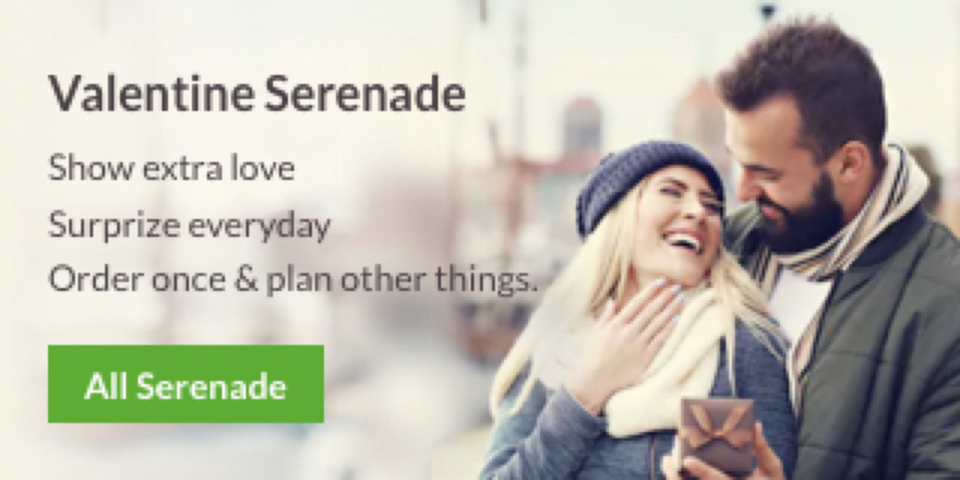 Valentine Serenade
Show extra love
Surprize everyday
Order once & plan other things.
All Serenade